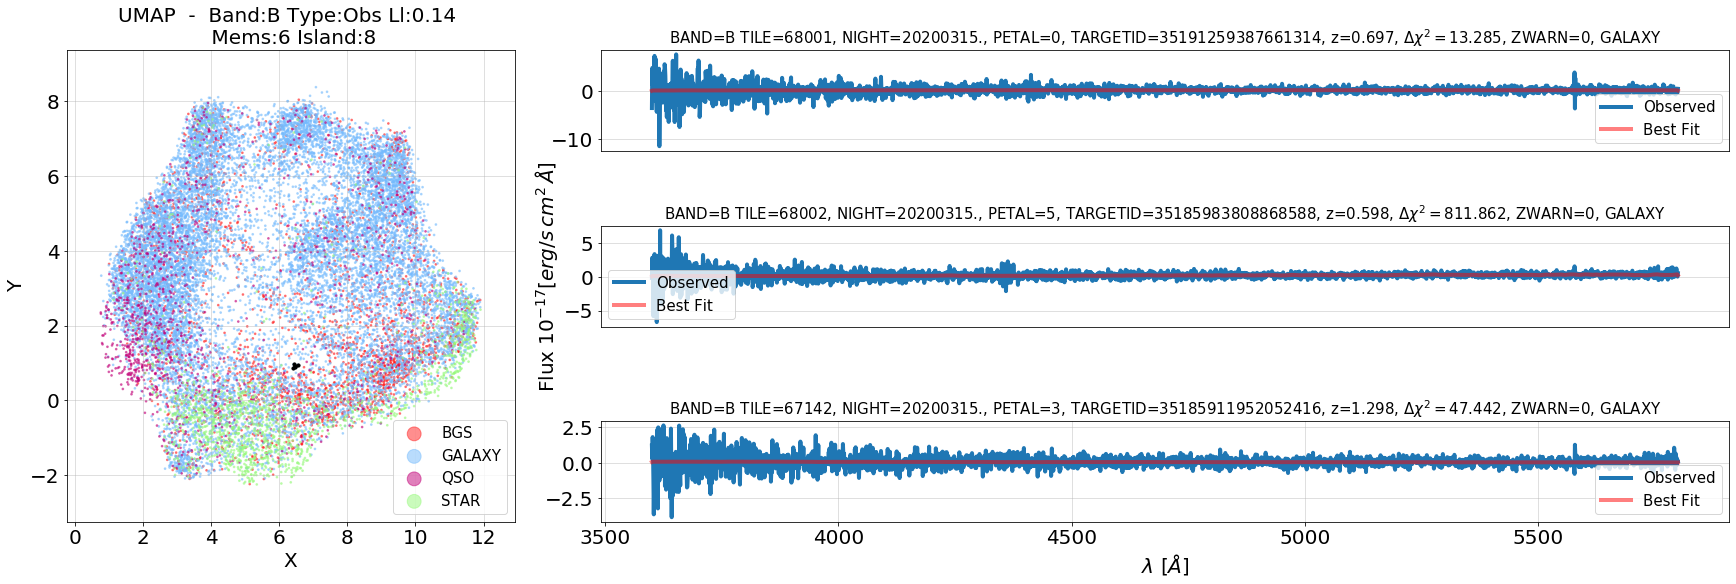 UMAP - Band:B Type:Obs Ll:0.14
Mems:6 Island:8
Y
8
6
4
2
0
−2
BGS
GALAXY
QSO
STAR
0 2 4 6 8 10 12
X
Flux 10⁻¹⁷[erg/s cm² Å]
BAND=B TILE=68001, NIGHT=20200315., PETAL=0, TARGETID=35191259387661314, z=0.697, Δχ² = 13.285, ZWARN=0, GALAXY
0
−10
Observed
Best Fit
BAND=B TILE=68002, NIGHT=20200315., PETAL=5, TARGETID=35185983808868588, z=0.598, Δχ² = 811.862, ZWARN=0, GALAXY
5
0
−5
Observed
Best Fit
BAND=B TILE=67142, NIGHT=20200315., PETAL=3, TARGETID=35185911952052416, z=1.298, Δχ² = 47.442, ZWARN=0, GALAXY
2.5
0.0
−2.5
Observed
Best Fit
3500 4000 4500 5000 5500
λ [Å]